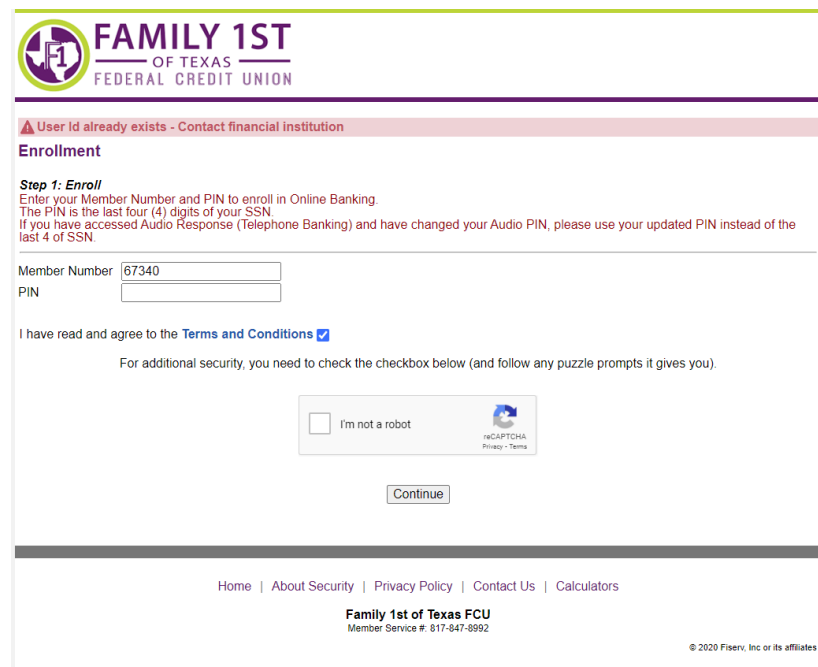 F1
FAMILY 1ST
OF TEXAS
FEDERAL CREDIT UNION
User Id already exists - Contact financial institution
Enrollment
Step 1: Enroll
Enter your Member Number and PIN to enroll in Online Banking.
The PIN is the last four (4) digits of your SSN.
If you have accessed Audio Response (Telephone Banking) and have changed your Audio PIN, please use your updated PIN instead of the
last 4 of SSN.
Member Number 67340
PIN
I have read and agree to the Terms and Conditions
For additional security, you need to check the checkbox below (and follow any puzzle prompts it gives you).
I'm not a robot
reCAPTCHA
Privacy - Terms
Continue
Home | About Security | Privacy Policy | Contact Us | Calculators
Family 1st of Texas FCU
Member Service #: 817-847-8992
© 2020 Fiserv, Inc or its affiliates